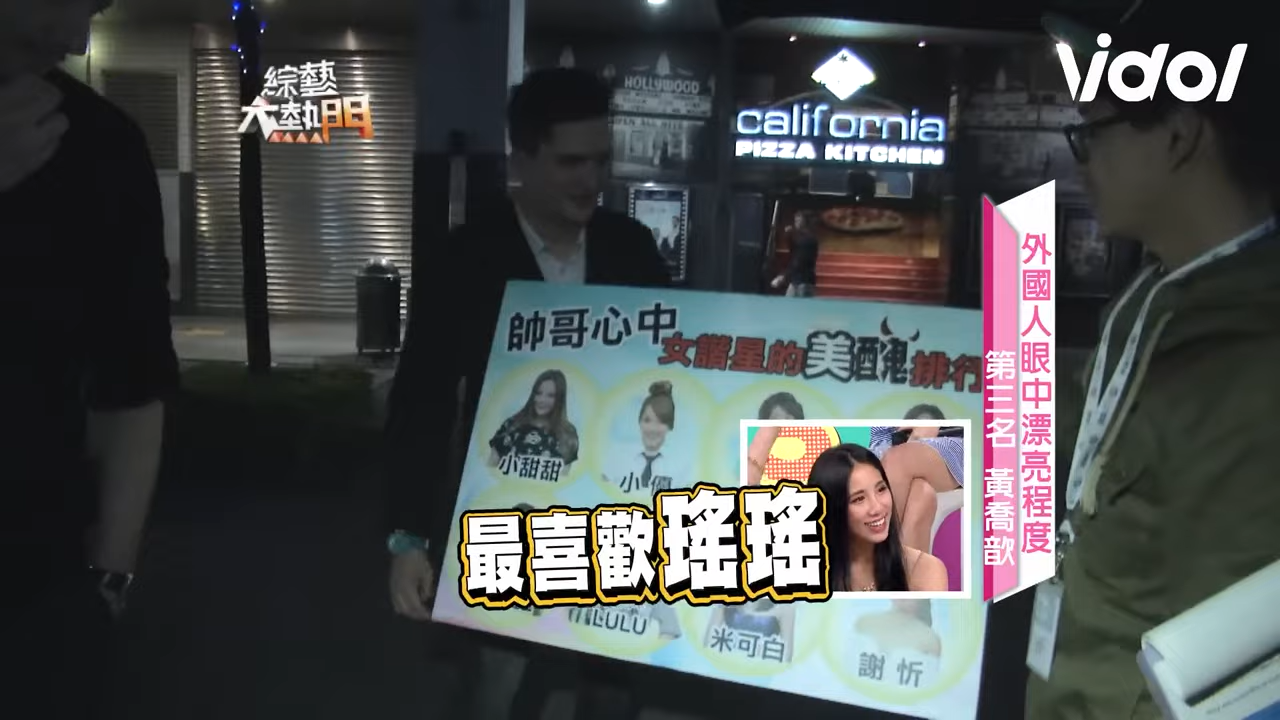 綜藝
大熱門
Vidol
HOLLYWOOD
california
PIZZA KITCHEN
外國人眼中漂亮程度
第三名 黃喬歆
帥哥心中
女諧星的美醜排行
小甜甜
小優
最喜歡瑤瑤
LULU
米可白
謝忻